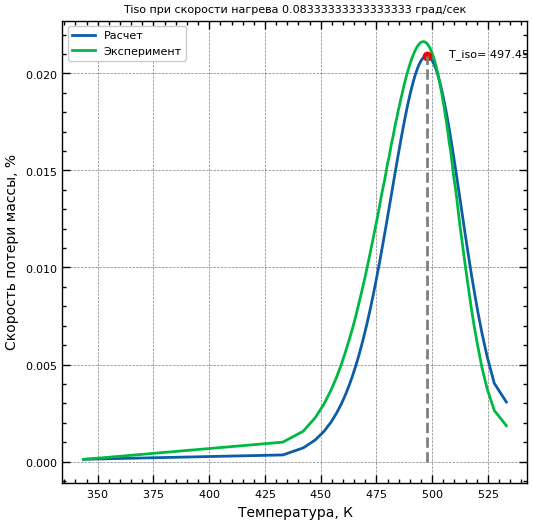 Tiso при скорости нагрева 0.08333333333333333 град/сек
Расчет
Эксперимент
T_iso= 497.45
Скорость потери массы, %
0.020
0.015
0.010
0.005
0.000
350 375 400 425 450 475 500 525
Температура, К